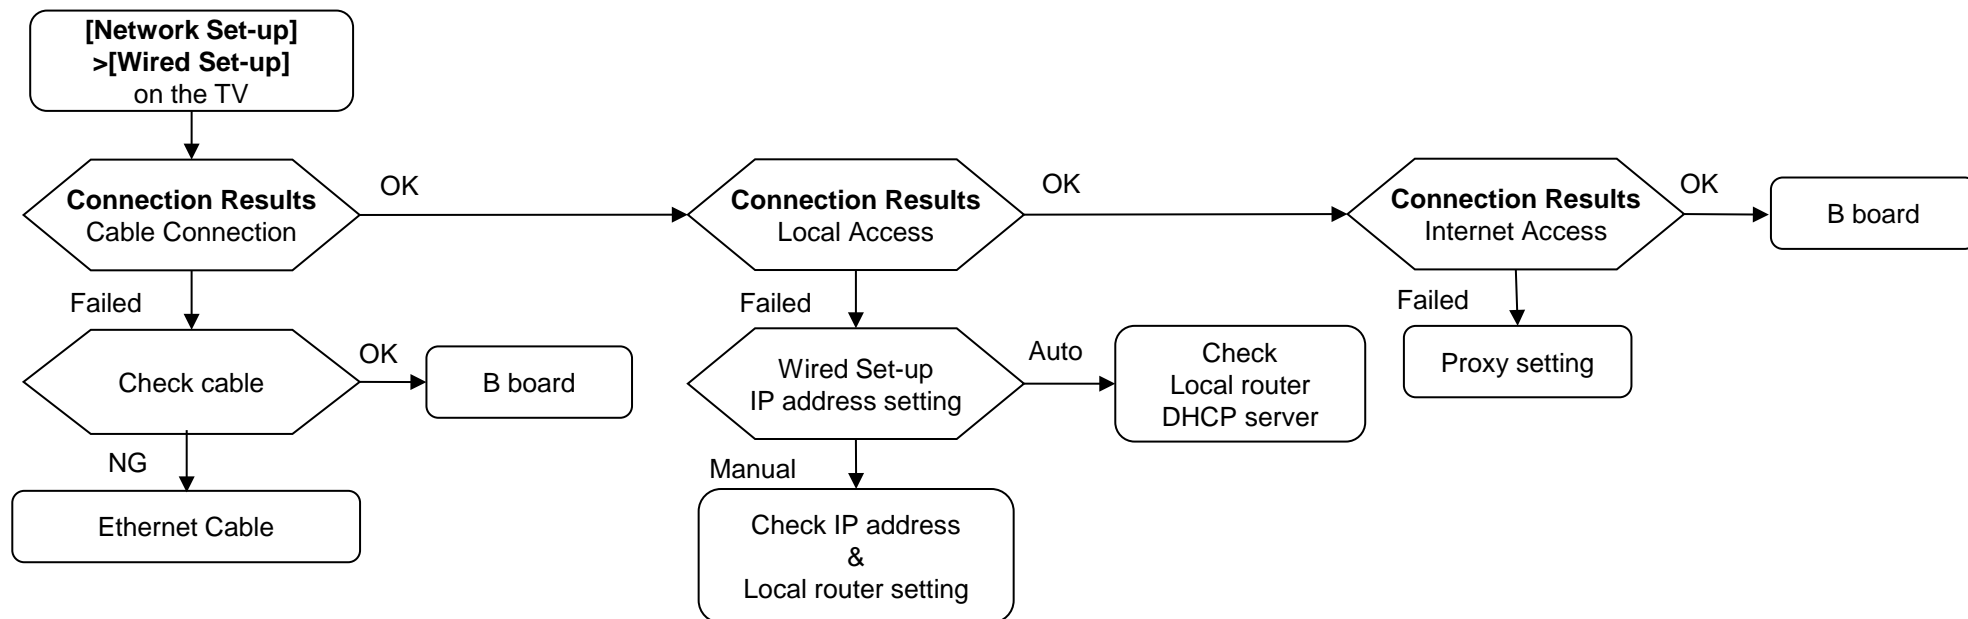 [Network Set-up]
>[Wired Set-up]
on the TV
Connection Results
Cable Connection
OK
Connection Results
Local Access
OK
Connection Results
Internet Access
OK
B board
Failed
Check cable
OK
B board
NG
Ethernet Cable
Failed
Wired Set-up
IP address setting
Auto
Check
Local router
DHCP server
Manual
Check IP address
&
Local router setting
Failed
Proxy setting